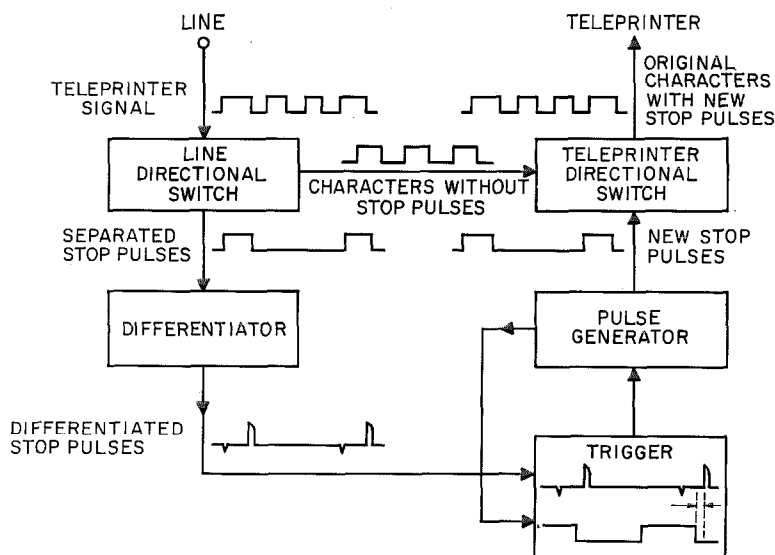 LINE
TELEPRINTER
TELEPRINTER
SIGNAL
ORIGINAL
CHARACTERS
WITH NEW
STOP PULSES
LINE
DIRECTIONAL
SWITCH
CHARACTERS WITHOUT
STOP PULSES
TELEPRINTER
DIRECTIONAL
SWITCH
SEPARATED
STOP PULSES
NEW STOP
PULSES
DIFFERENTIATOR
PULSE
GENERATOR
DIFFERENTIATED
STOP PULSES
TRIGGER